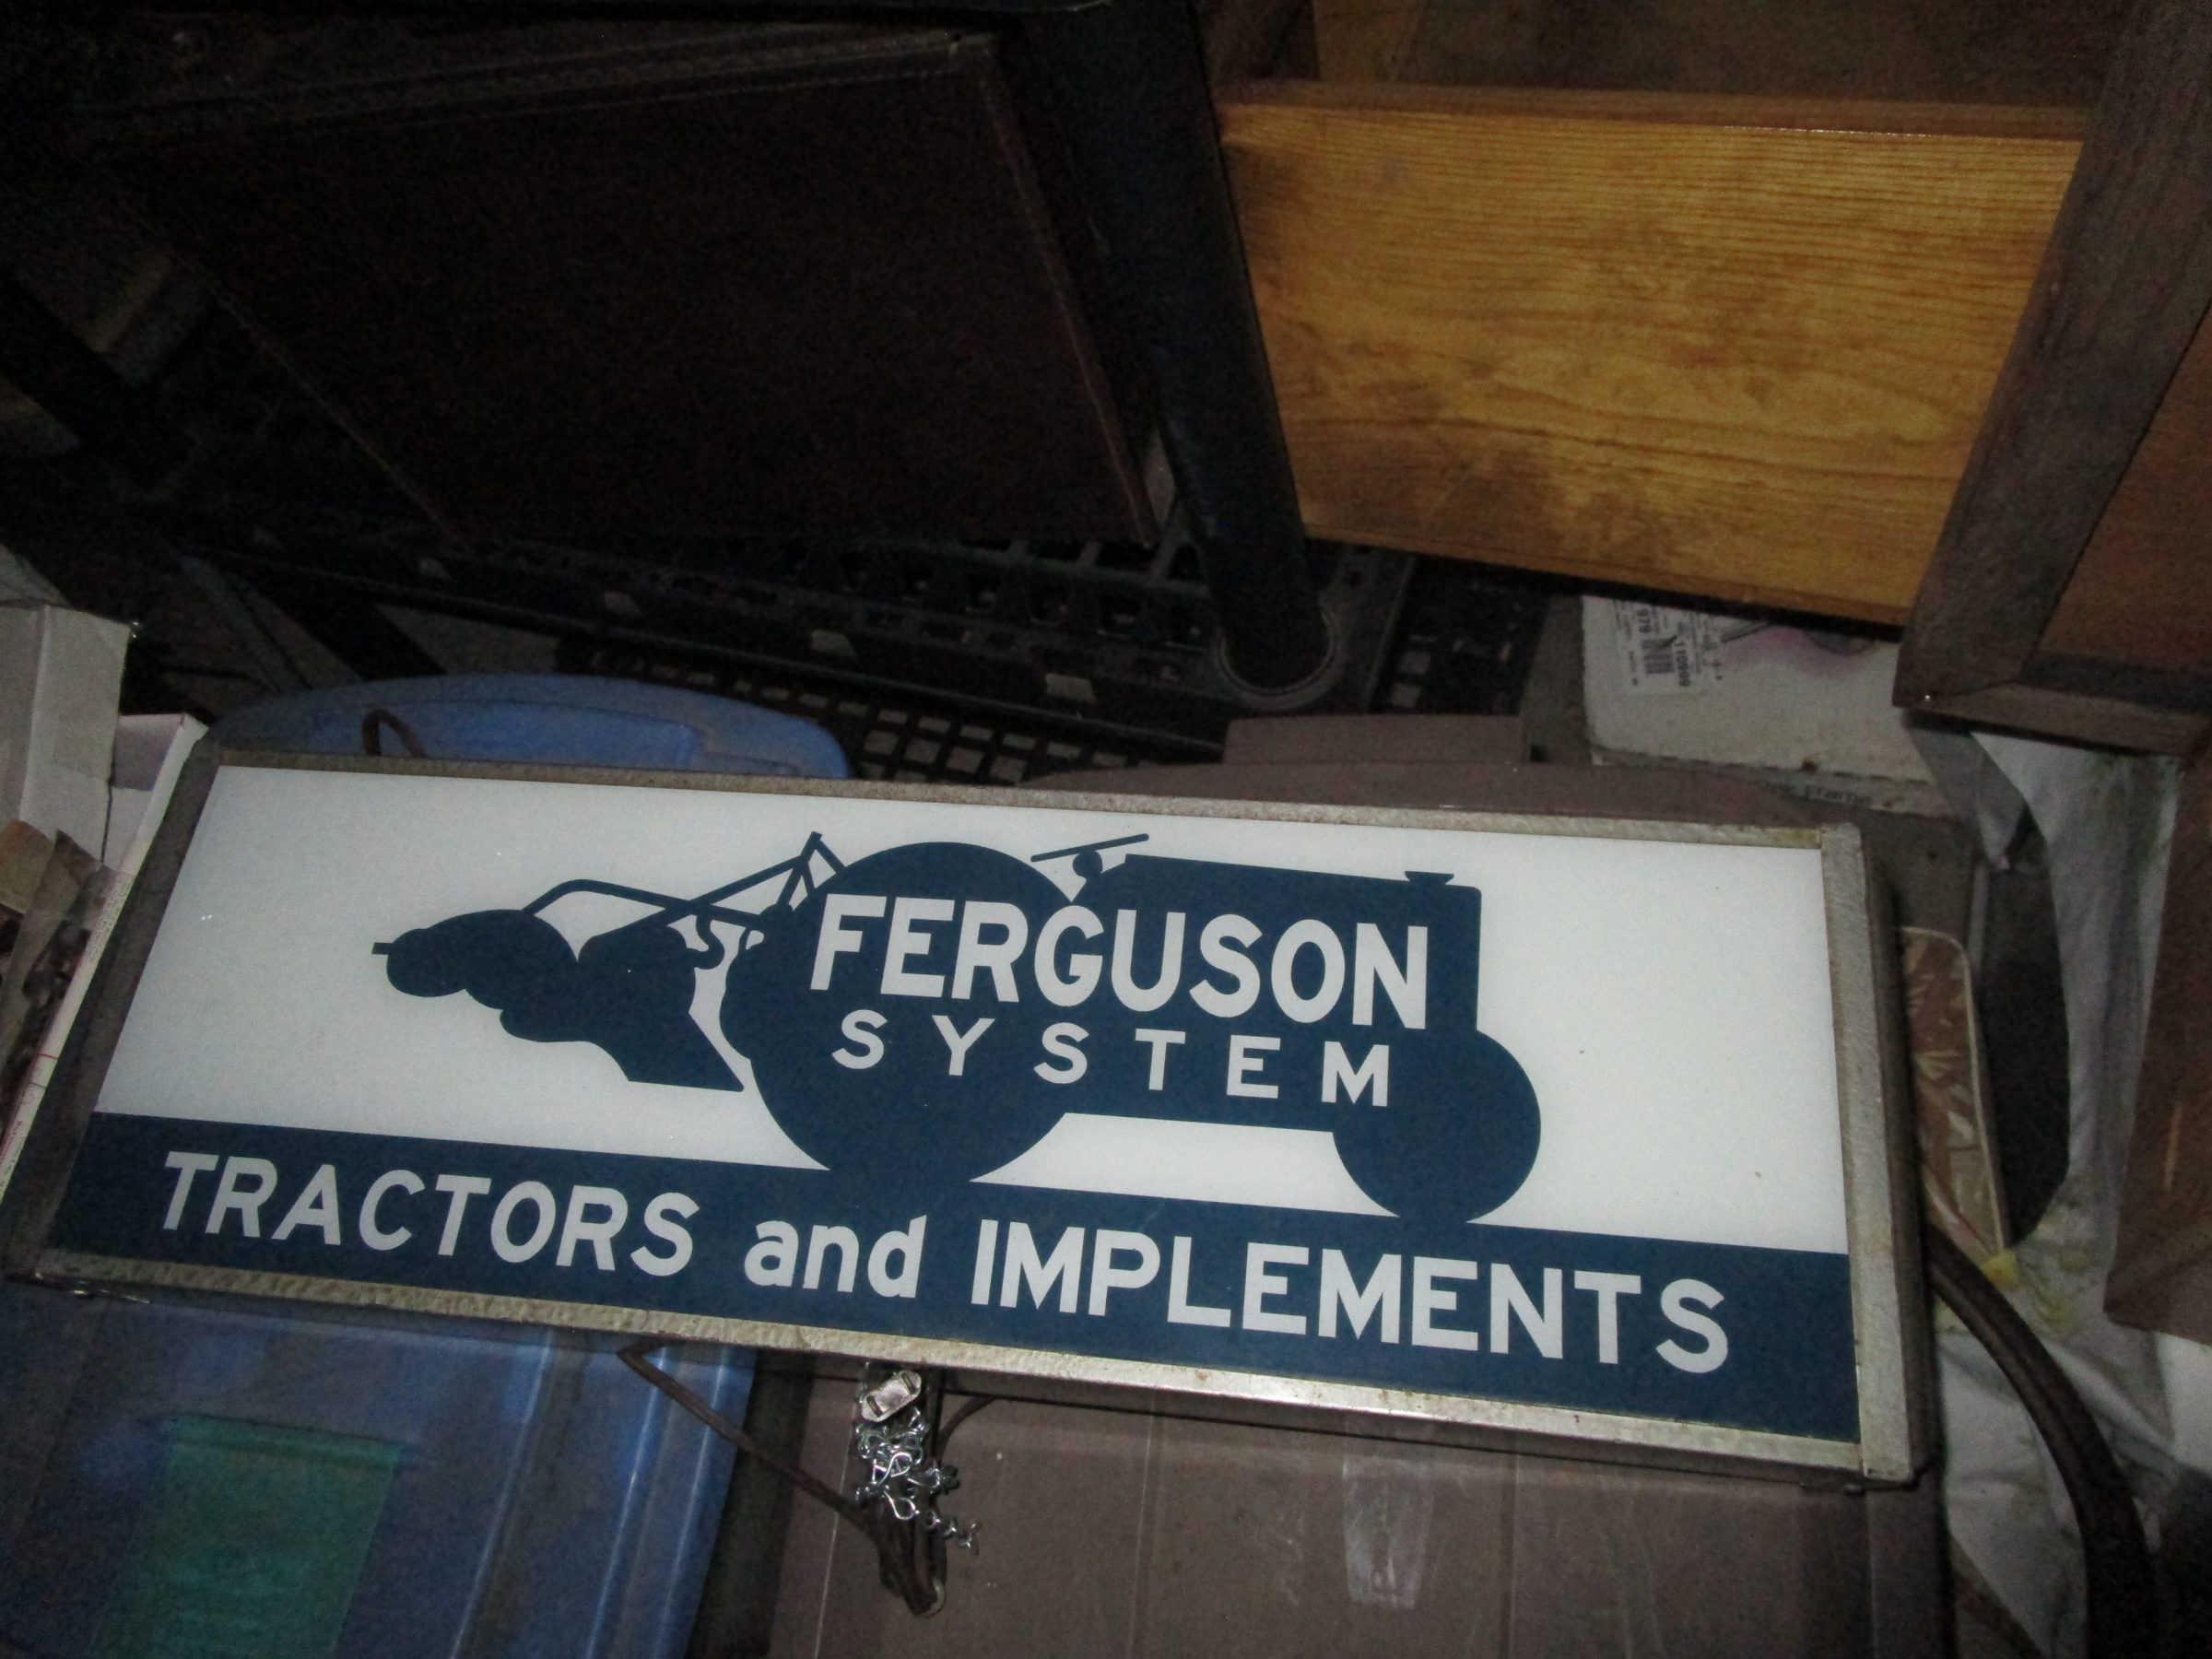 FERGUSON
SYSTEM
TRACTORS and IMPLEMENTS